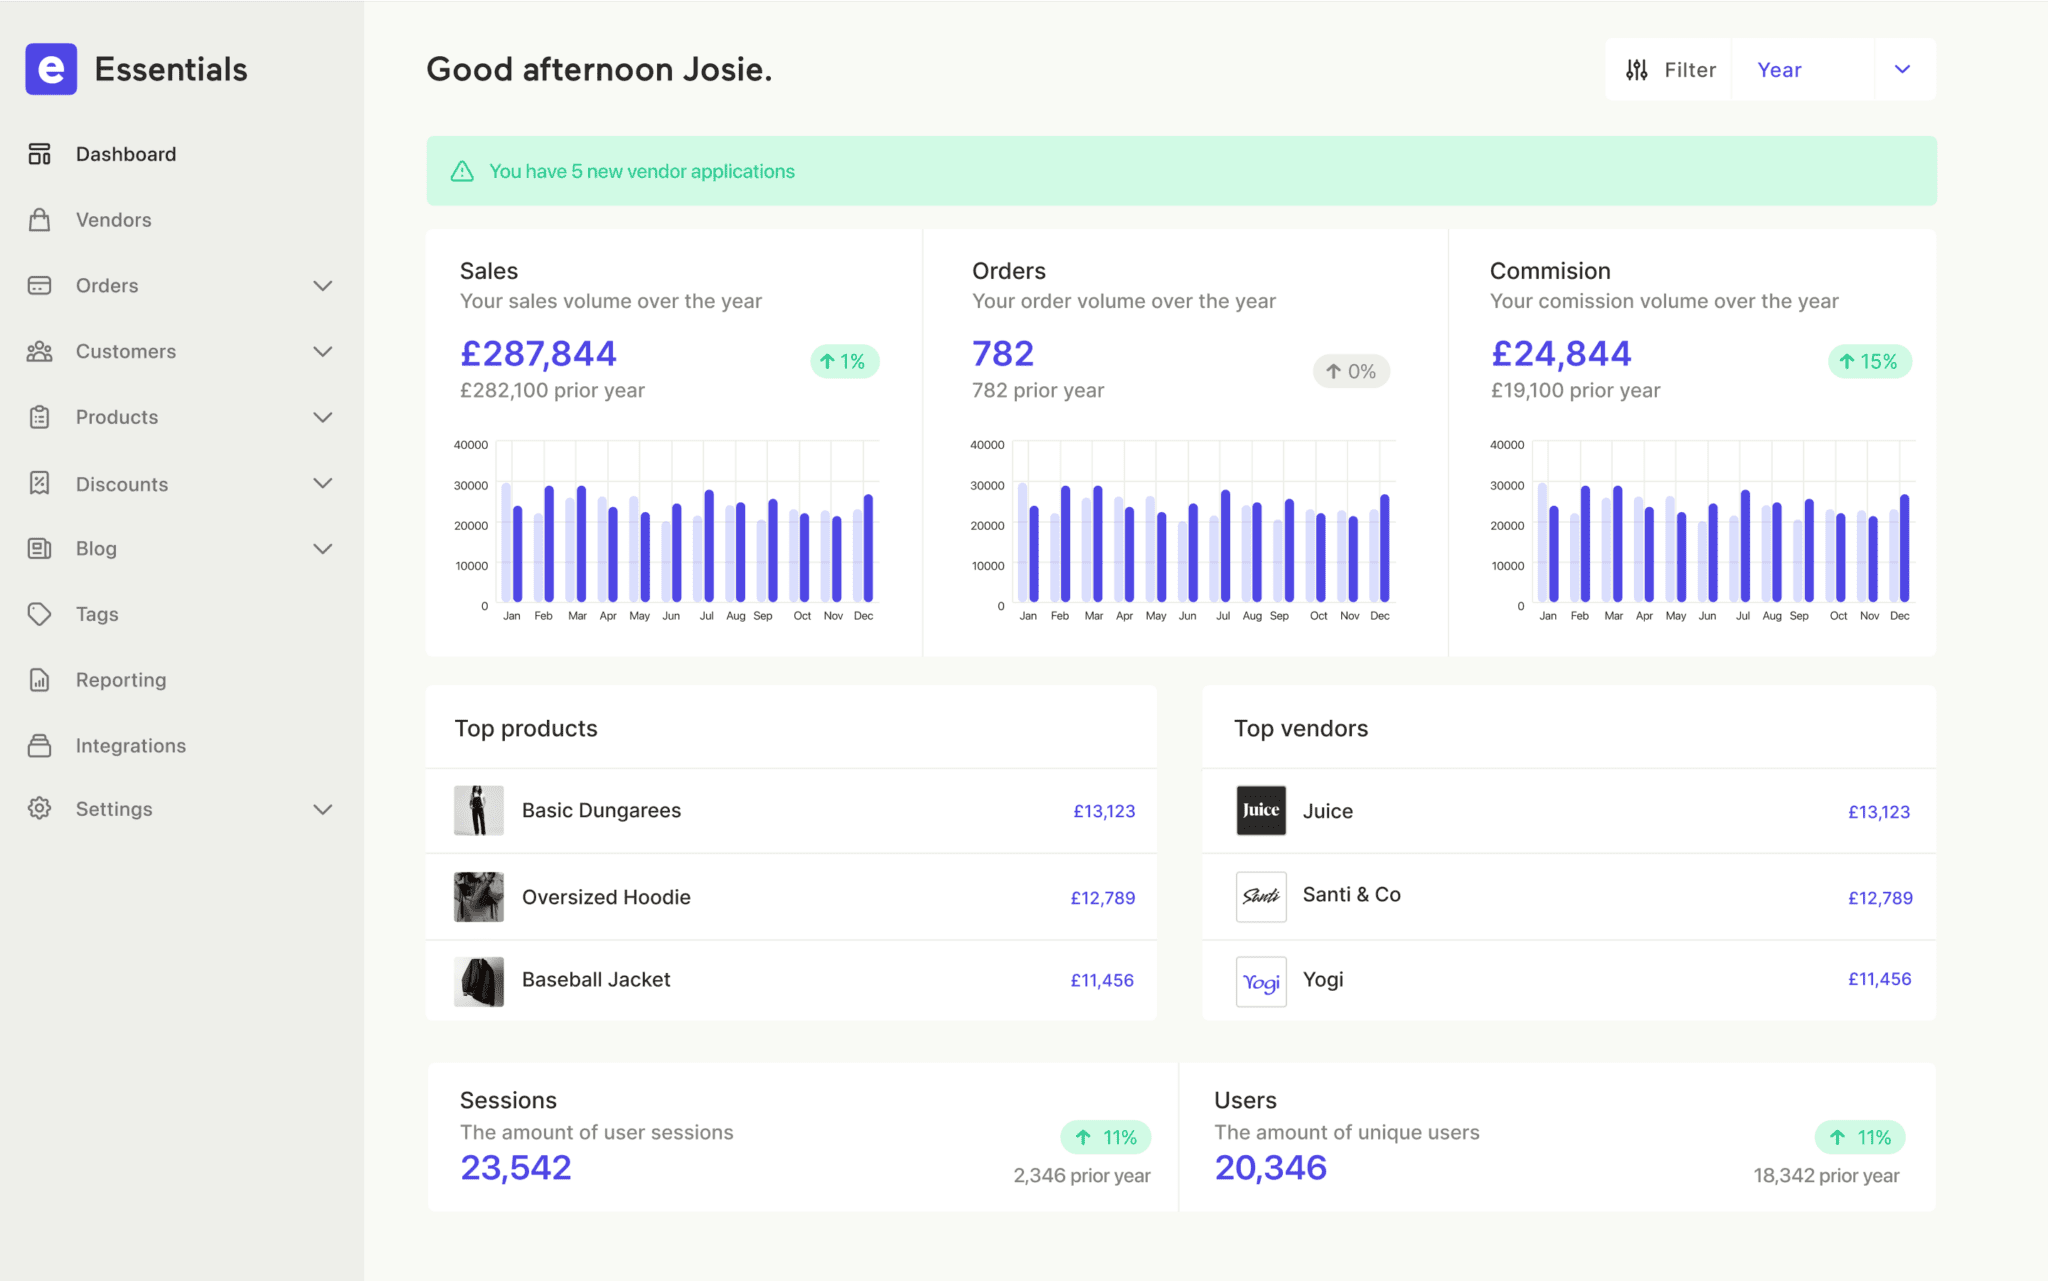 e Essentials
Dashboard
Vendors
Orders
Customers
Products
Discounts
Blog
Tags
Reporting
Integrations
Settings
Good afternoon Josie.
Filter
Year
You have 5 new vendor applications
Sales
Your sales volume over the year
£287,844
↑ 1%
£282,100 prior year
40000
30000
20000
10000
0
Jan Feb Mar Apr May Jun Jul Aug Sep Oct Nov Dec
Orders
Your order volume over the year
782
↑ 0%
782 prior year
40000
30000
20000
10000
0
Jan Feb Mar Apr May Jun Jul Aug Sep Oct Nov Dec
Commision
Your comission volume over the year
£24,844
↑ 15%
£19,100 prior year
40000
30000
20000
10000
0
Jan Feb Mar Apr May Jun Jul Aug Sep Oct Nov Dec
Top products
Basic Dungarees £13,123
Oversized Hoodie £12,789
Baseball Jacket £11,456
Top vendors
Juice Juice £13,123
Santi Santi & Co £12,789
Yogi Yogi £11,456
Sessions
The amount of user sessions
23,542
↑ 11%
2,346 prior year
Users
The amount of unique users
20,346
↑ 11%
18,342 prior year